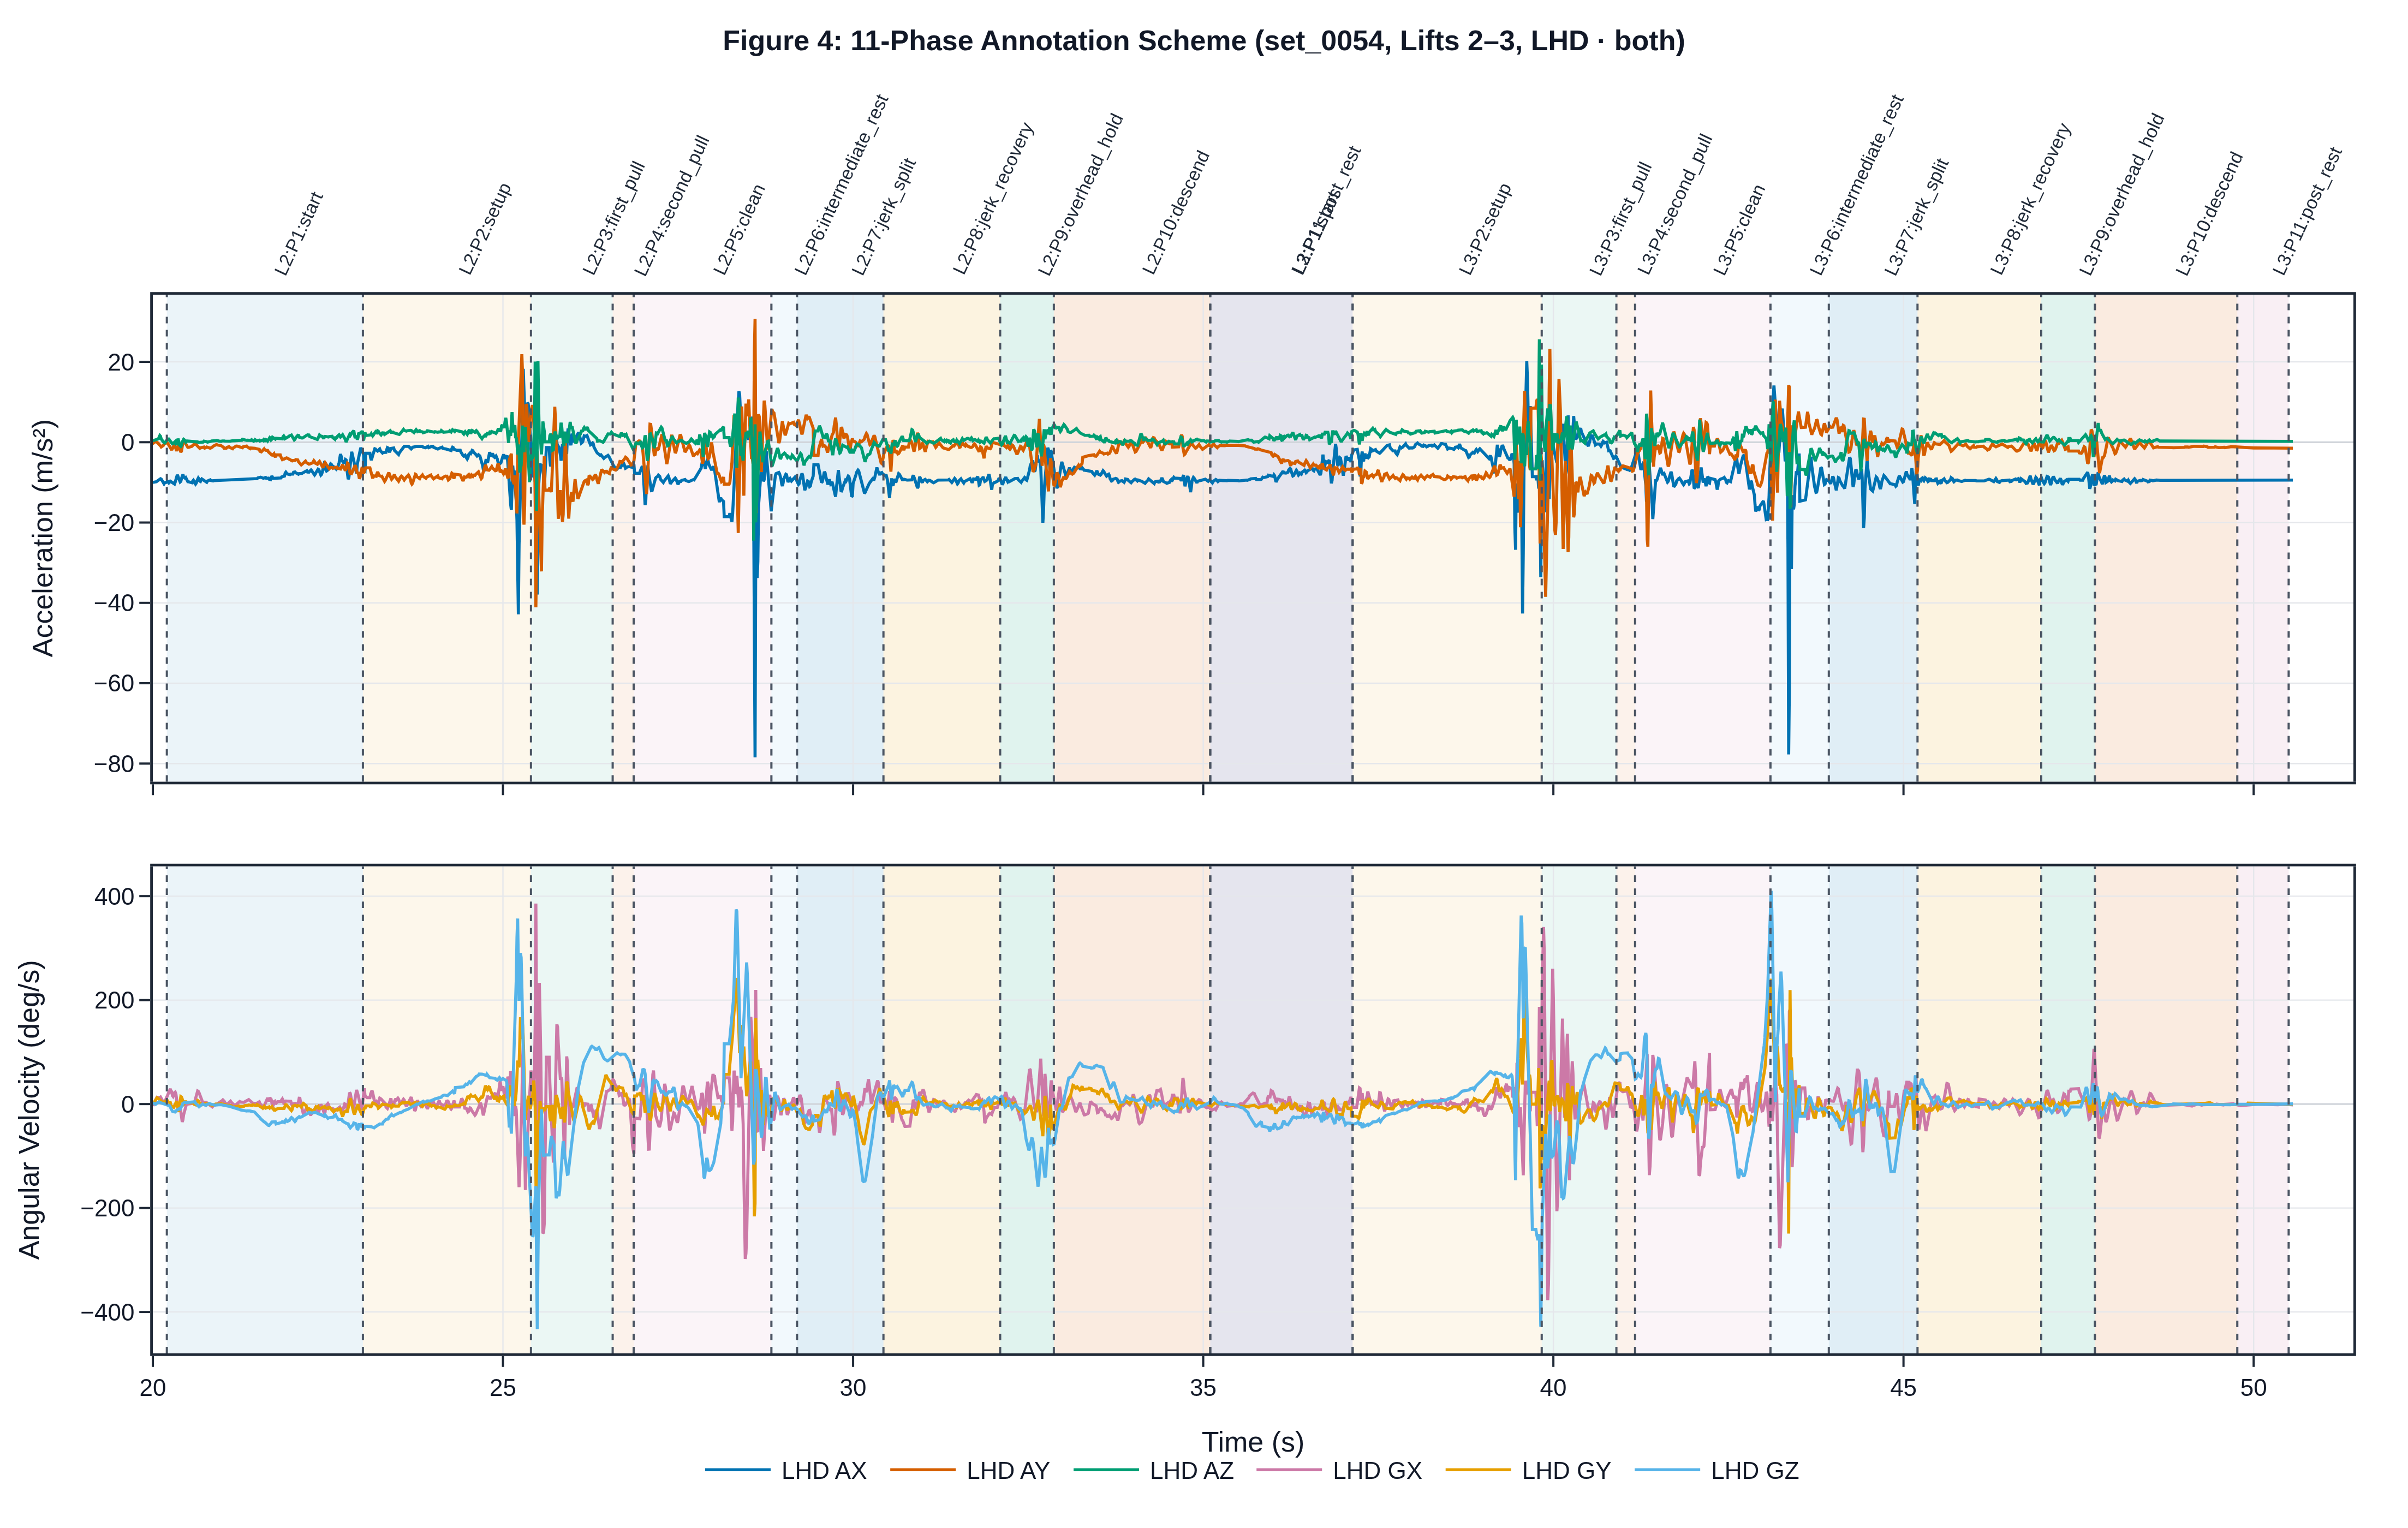 Figure 4: 11-Phase Annotation Scheme (set_0054, Lifts 2–3, LHD · both)
L2:P1:start
L2:P2:setup
L2:P3:first_pull
L2:P4:second_pull
L2:P5:clean
L2:P6:intermediate_rest
L2:P7:jerk_split
L2:P8:jerk_recovery
L2:P9:overhead_hold
L2:P10:descend
L3:P2:setup
L3:P3:first_pull
L3:P4:second_pull
L3:P5:clean
L3:P6:intermediate_rest
L3:P7:jerk_split
L3:P8:jerk_recovery
L3:P9:overhead_hold
L3:P10:descend
L3:P11:post_rest
Acceleration (m/s²)
20
0
−20
−40
−60
−80
Angular Velocity (deg/s)
400
200
0
−200
−400
20 25 30 35 40 45 50
Time (s)
LHD AX LHD AY LHD AZ LHD GX LHD GY LHD GZ